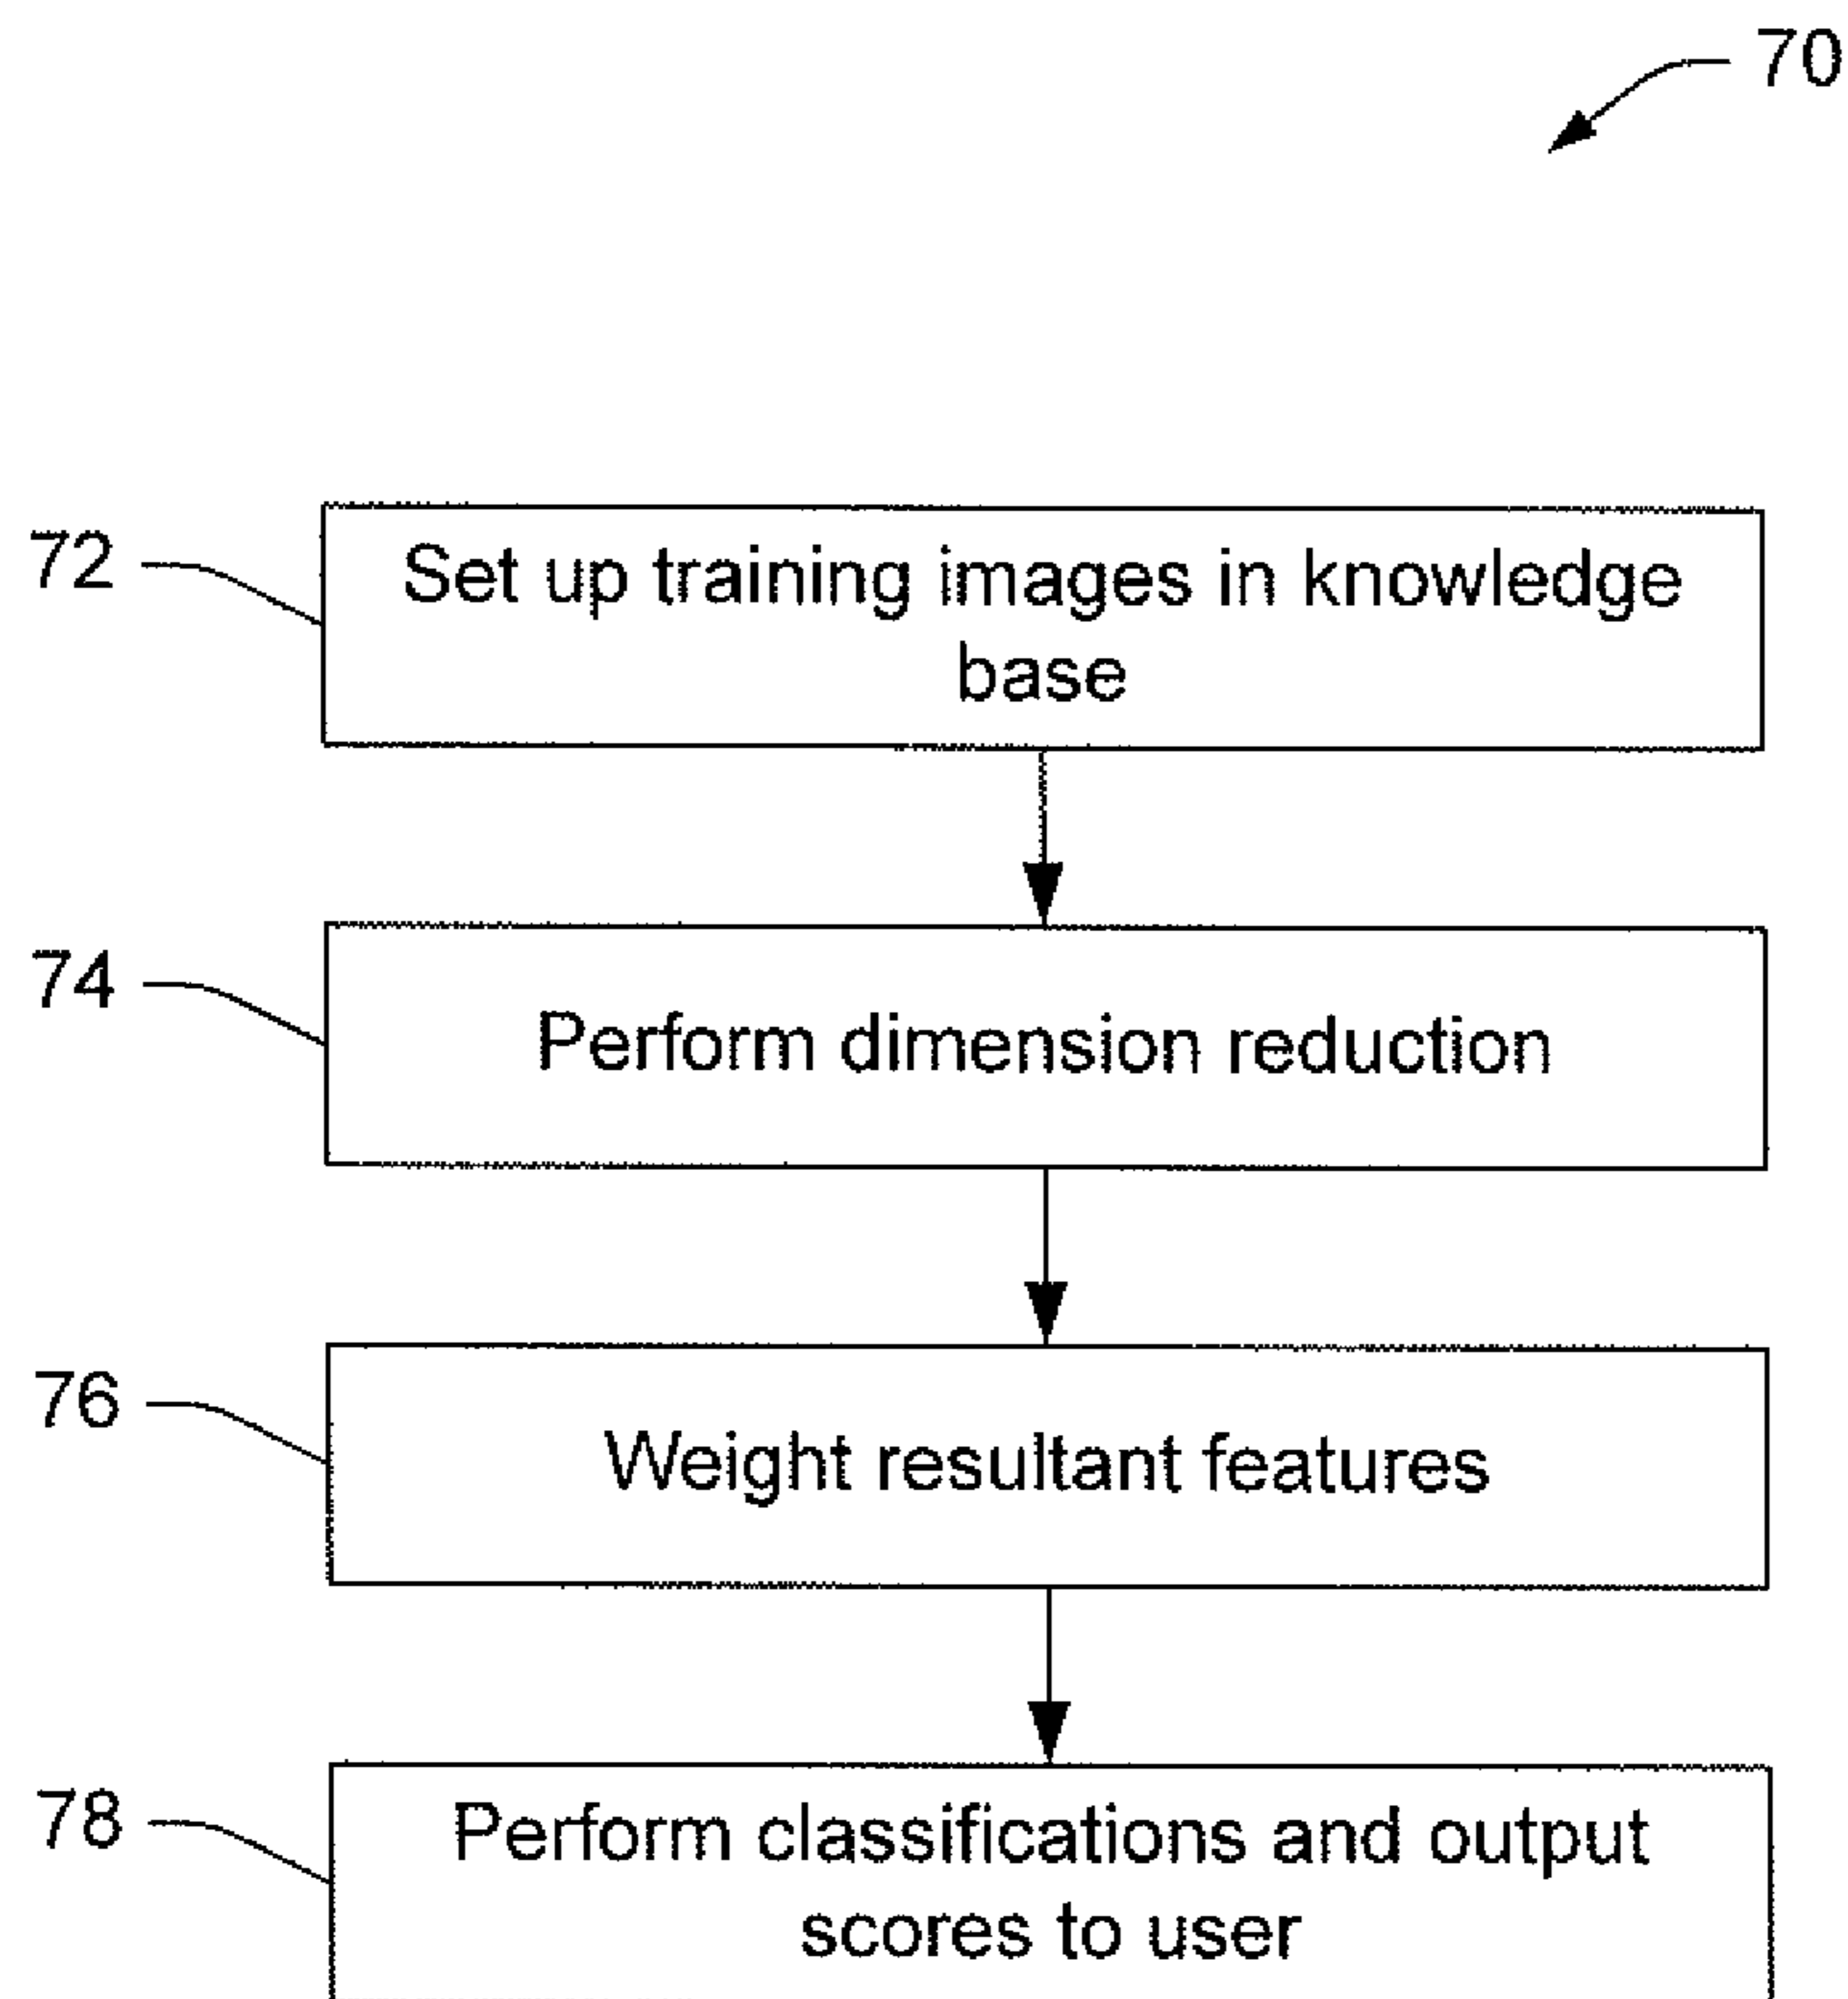 70
72
Set up training images in knowledge
base
74
Perform dimension reduction
76
Weight resultant features
78
Perform classifications and output
scores to user